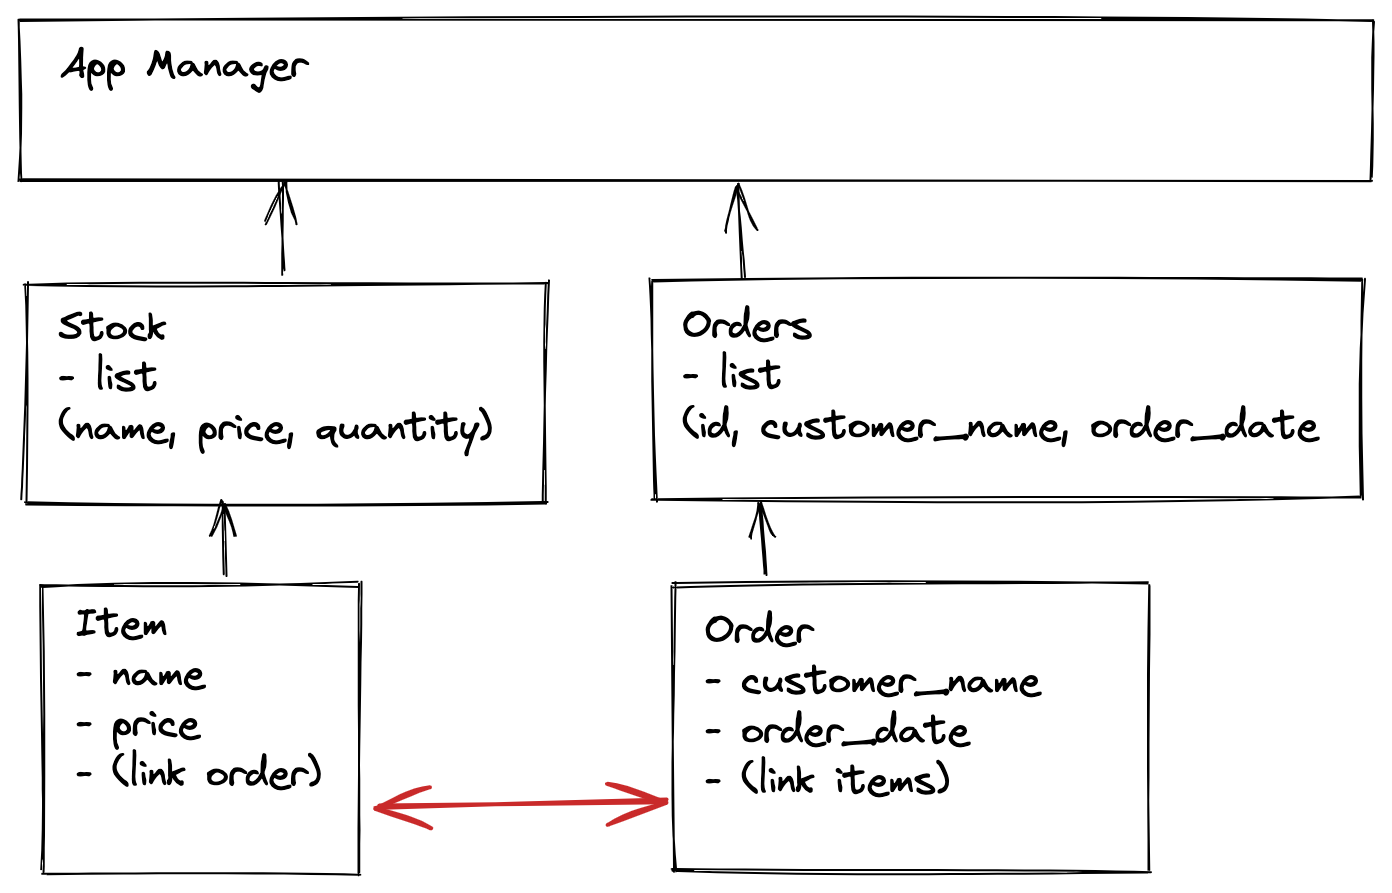 App Manager
Stock
- list
(name, price, quantity)
Orders
- list
(id, customer_name, order_date
Item
- name
- price
- (link order)
Order
- customer_name
- order_date
- (link items)